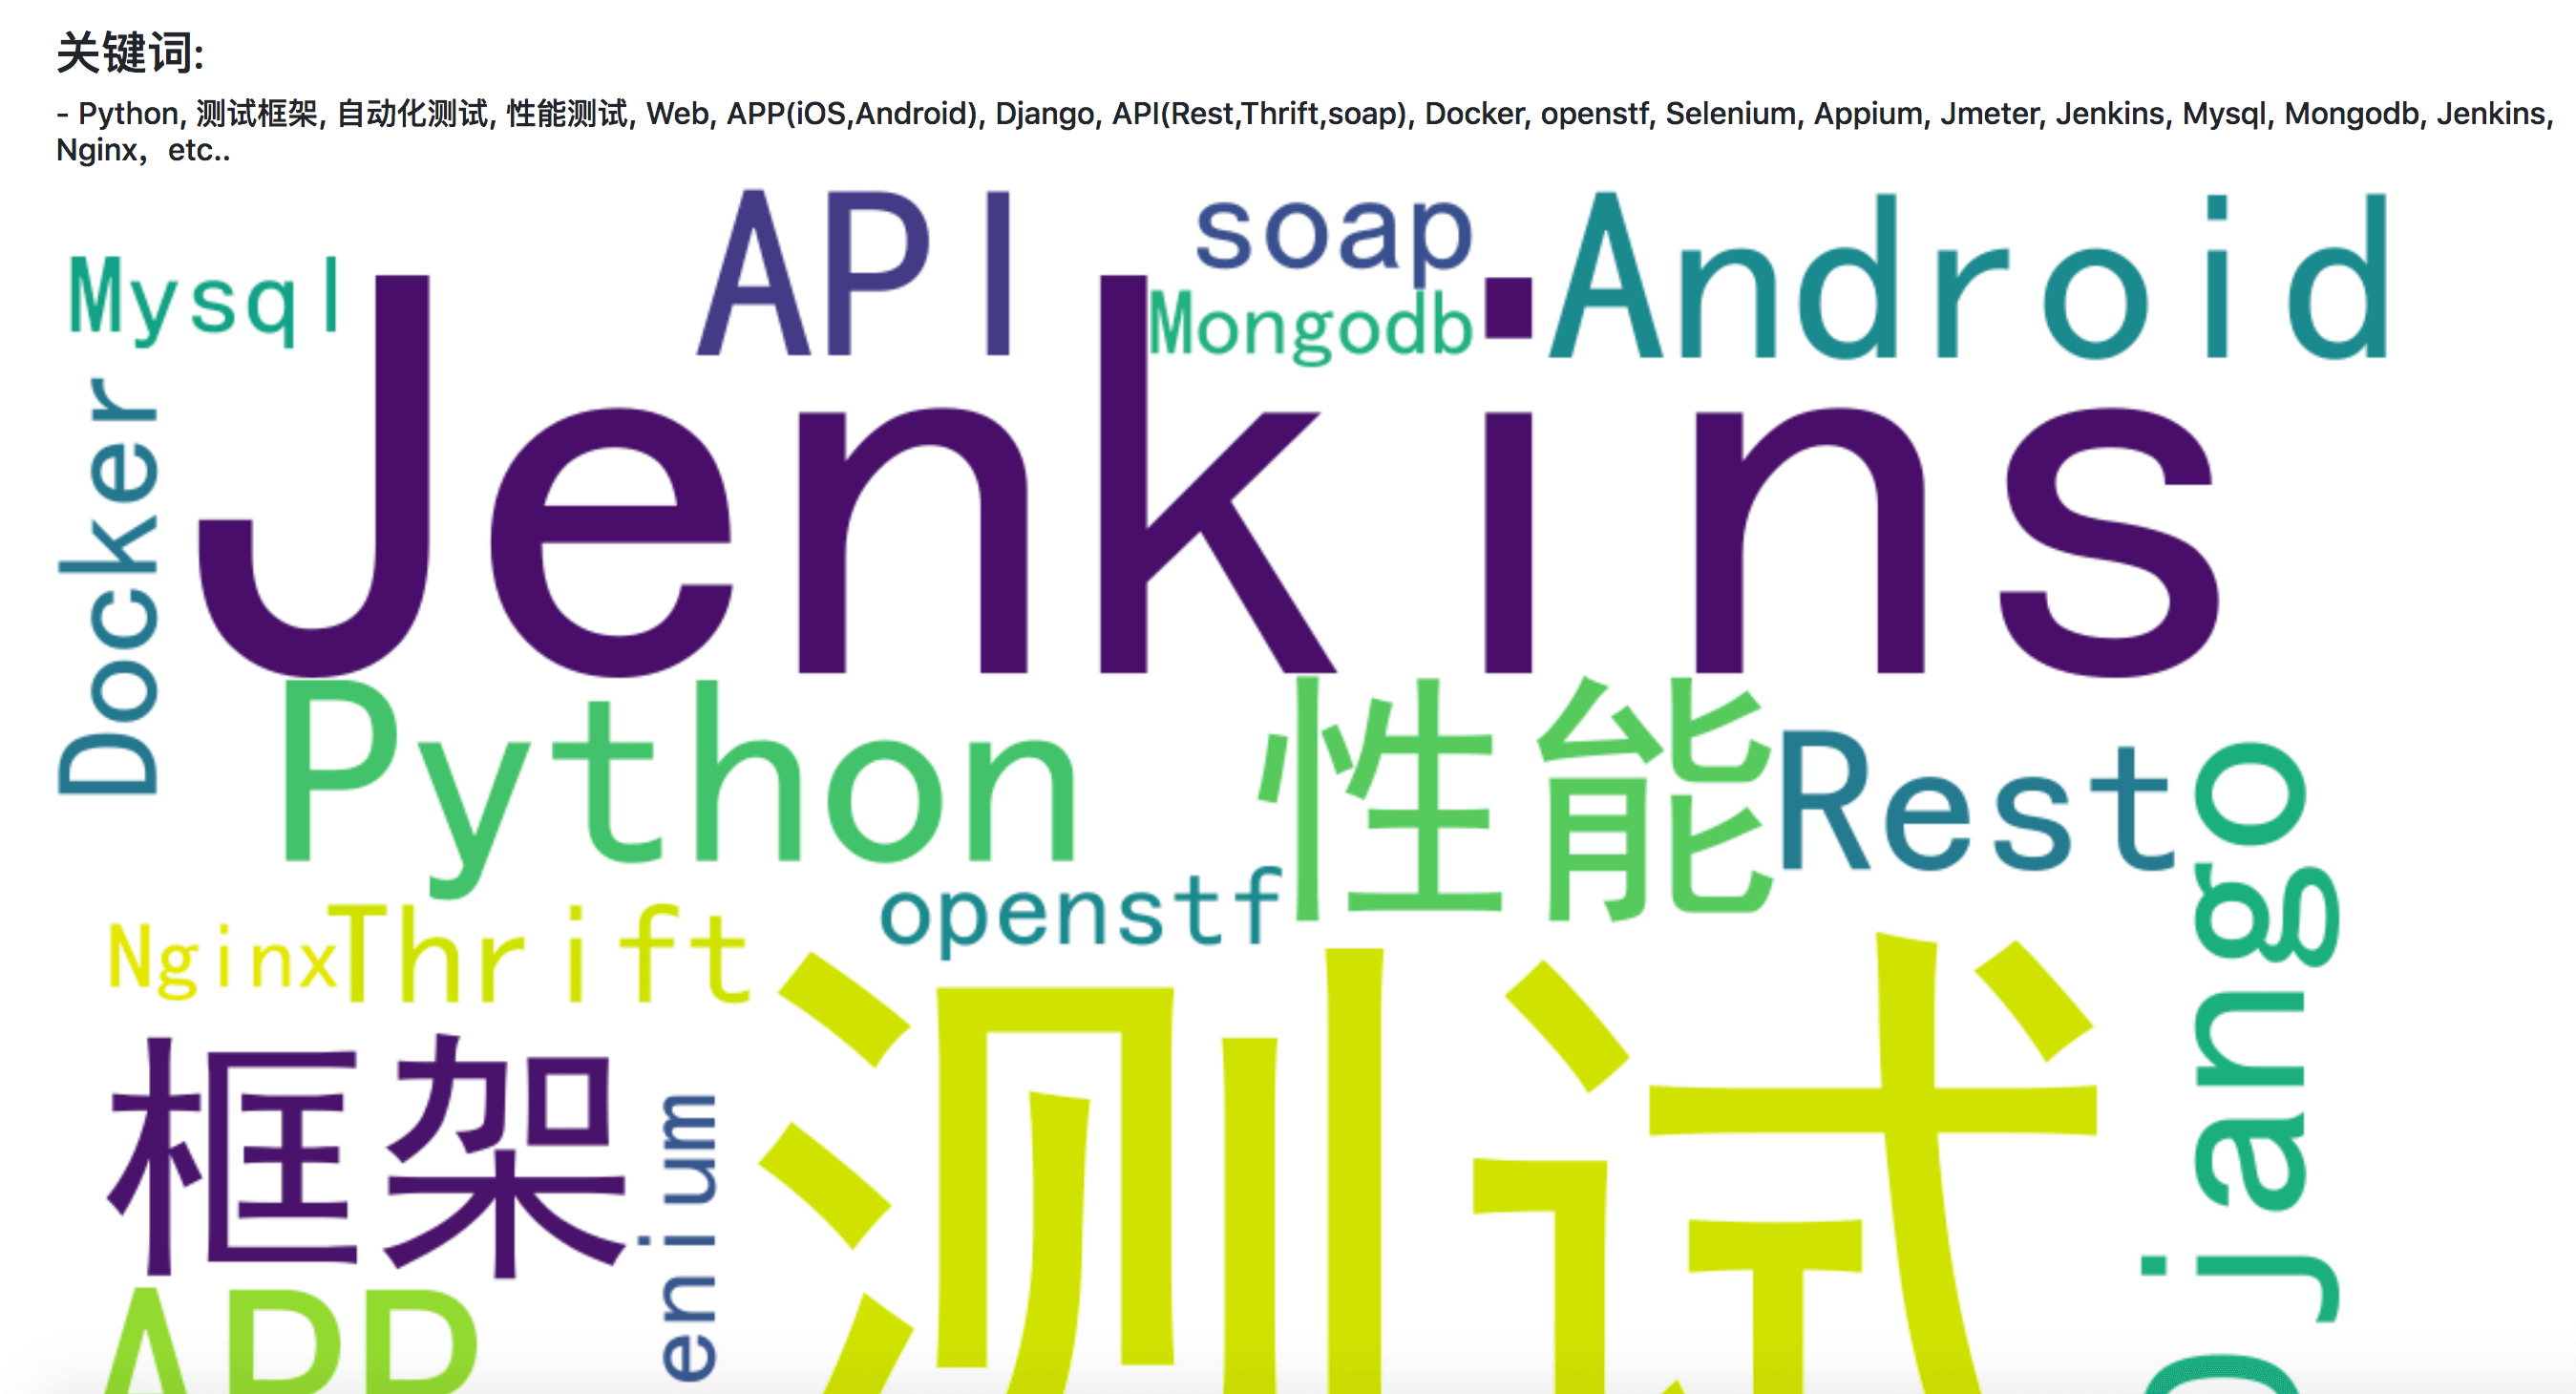 关键词:
- Python, 测试框架, 自动化测试, 性能测试, Web, APP(iOS,Android), Django, API(Rest,Thrift,soap), Docker, openstf, Selenium, Appium, Jmeter, Jenkins, Mysql, Mongodb, Jenkins,
Nginx，etc..
API
soap
Android
Mysql
Mongodb
Jenkins
Docker
Python
性能
Rest
openstf
Nginx
Thrift
jango
测试
框架
enium
APP